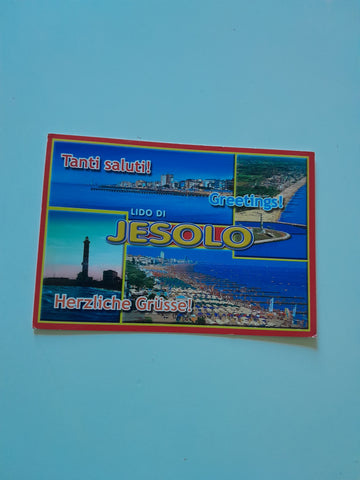 Tanti saluti!
Greetings!
LIDO DI
JESOLO
Herzliche Grüsse!